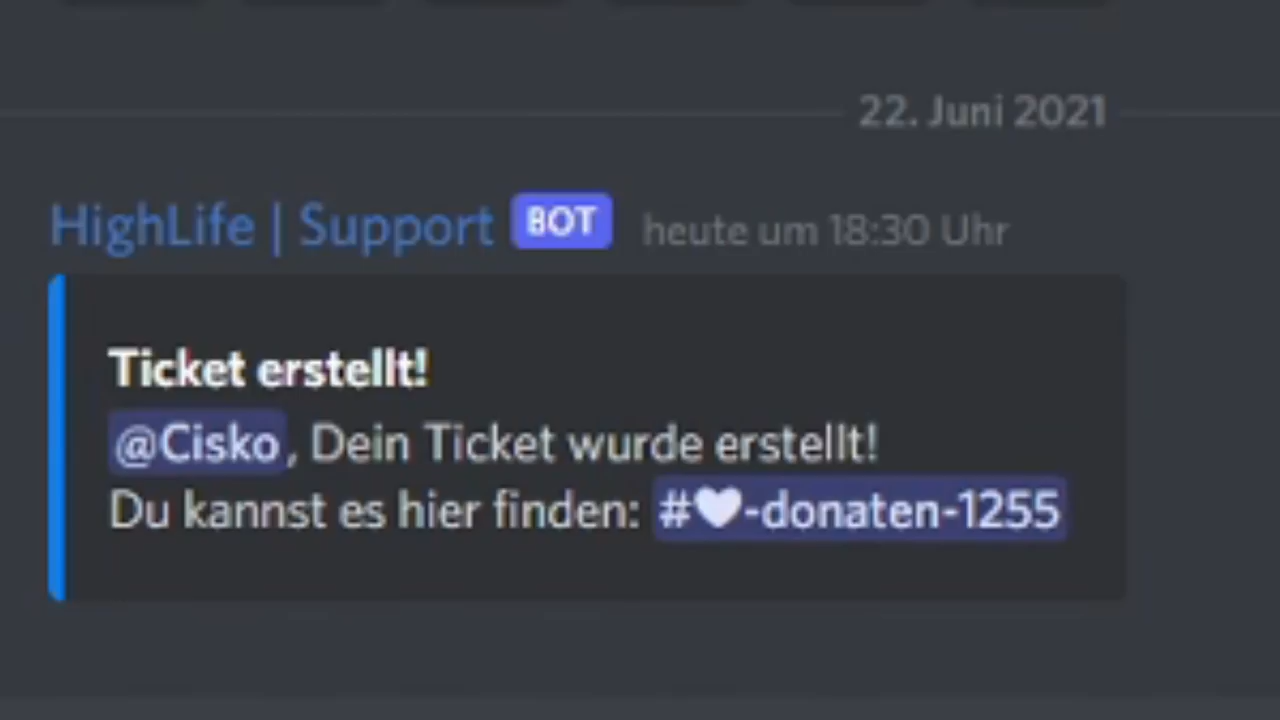 22. Juni 2021
HighLife | Support BOT heute um 18:30 Uhr
Ticket erstellt!
@Cisko, Dein Ticket wurde erstellt!
Du kannst es hier finden: #🤍-donaten-1255